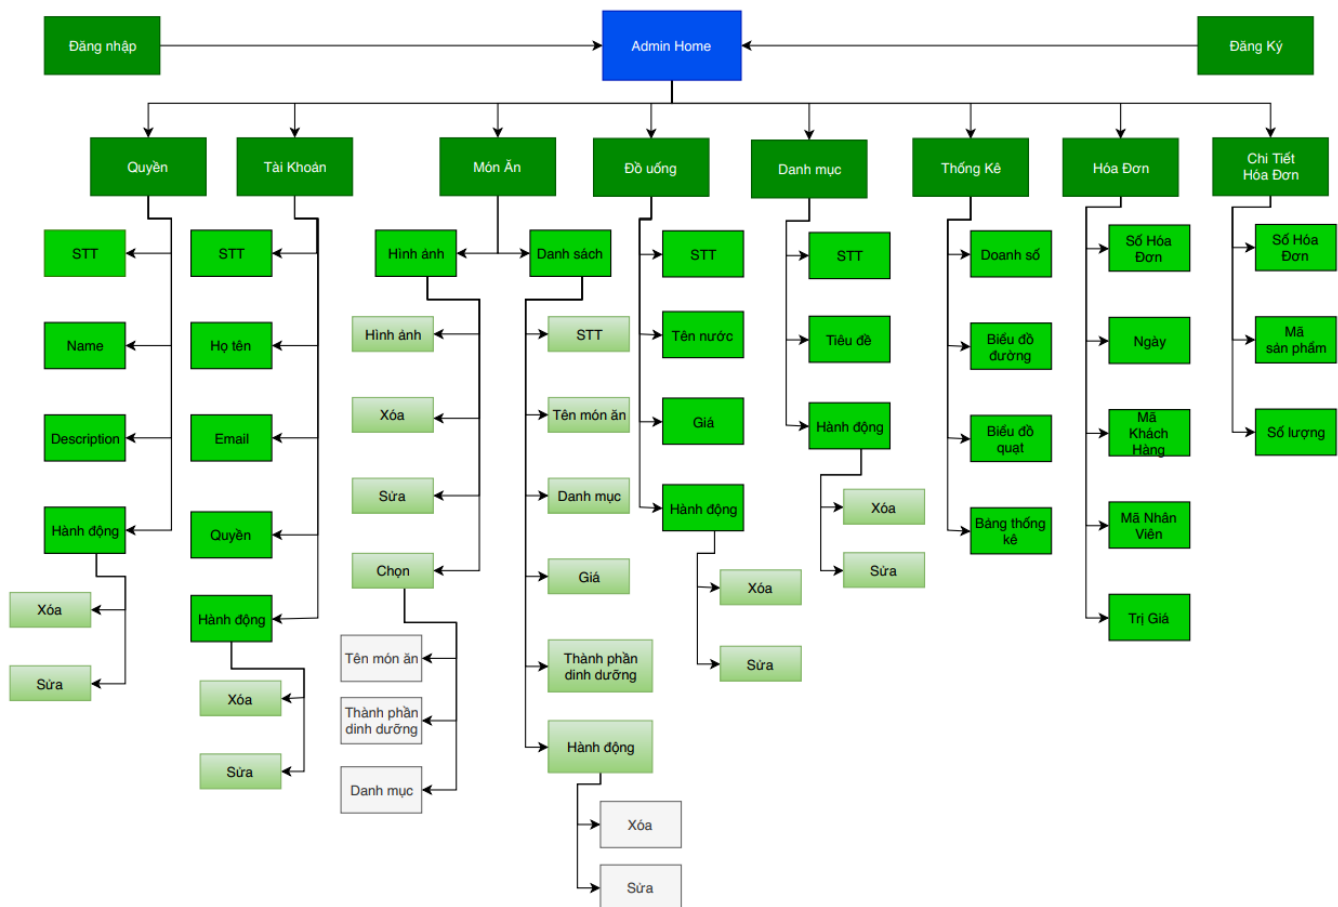 Đăng nhập
Admin Home
Đăng Ký
Quyền
Tài Khoản
Món Ăn
Đồ uống
Danh mục
Thống Kê
Hóa Đơn
Chi Tiết
Hóa Đơn
STT
Name
Description
Hành động
Xóa
Sửa
STT
Họ tên
Email
Quyền
Hành động
Xóa
Sửa
Hình ảnh
Hình ảnh
Xóa
Sửa
Chọn
Tên món ăn
Thành phần
dinh dưỡng
Danh mục
Danh sách
STT
Tên món ăn
Danh mục
Giá
Thành phần
dinh dưỡng
Hành động
Xóa
Sửa
STT
Tên nước
Giá
Hành động
Xóa
Sửa
STT
Tiêu đề
Hành động
Xóa
Sửa
Doanh số
Biểu đồ
đường
Biểu đồ
quạt
Bảng thống
kê
Số Hóa
Đơn
Ngày
Mã
Khách
Hàng
Mã Nhân
Viên
Trị Giá
Số Hóa
Đơn
Mã
sản phẩm
Số lượng